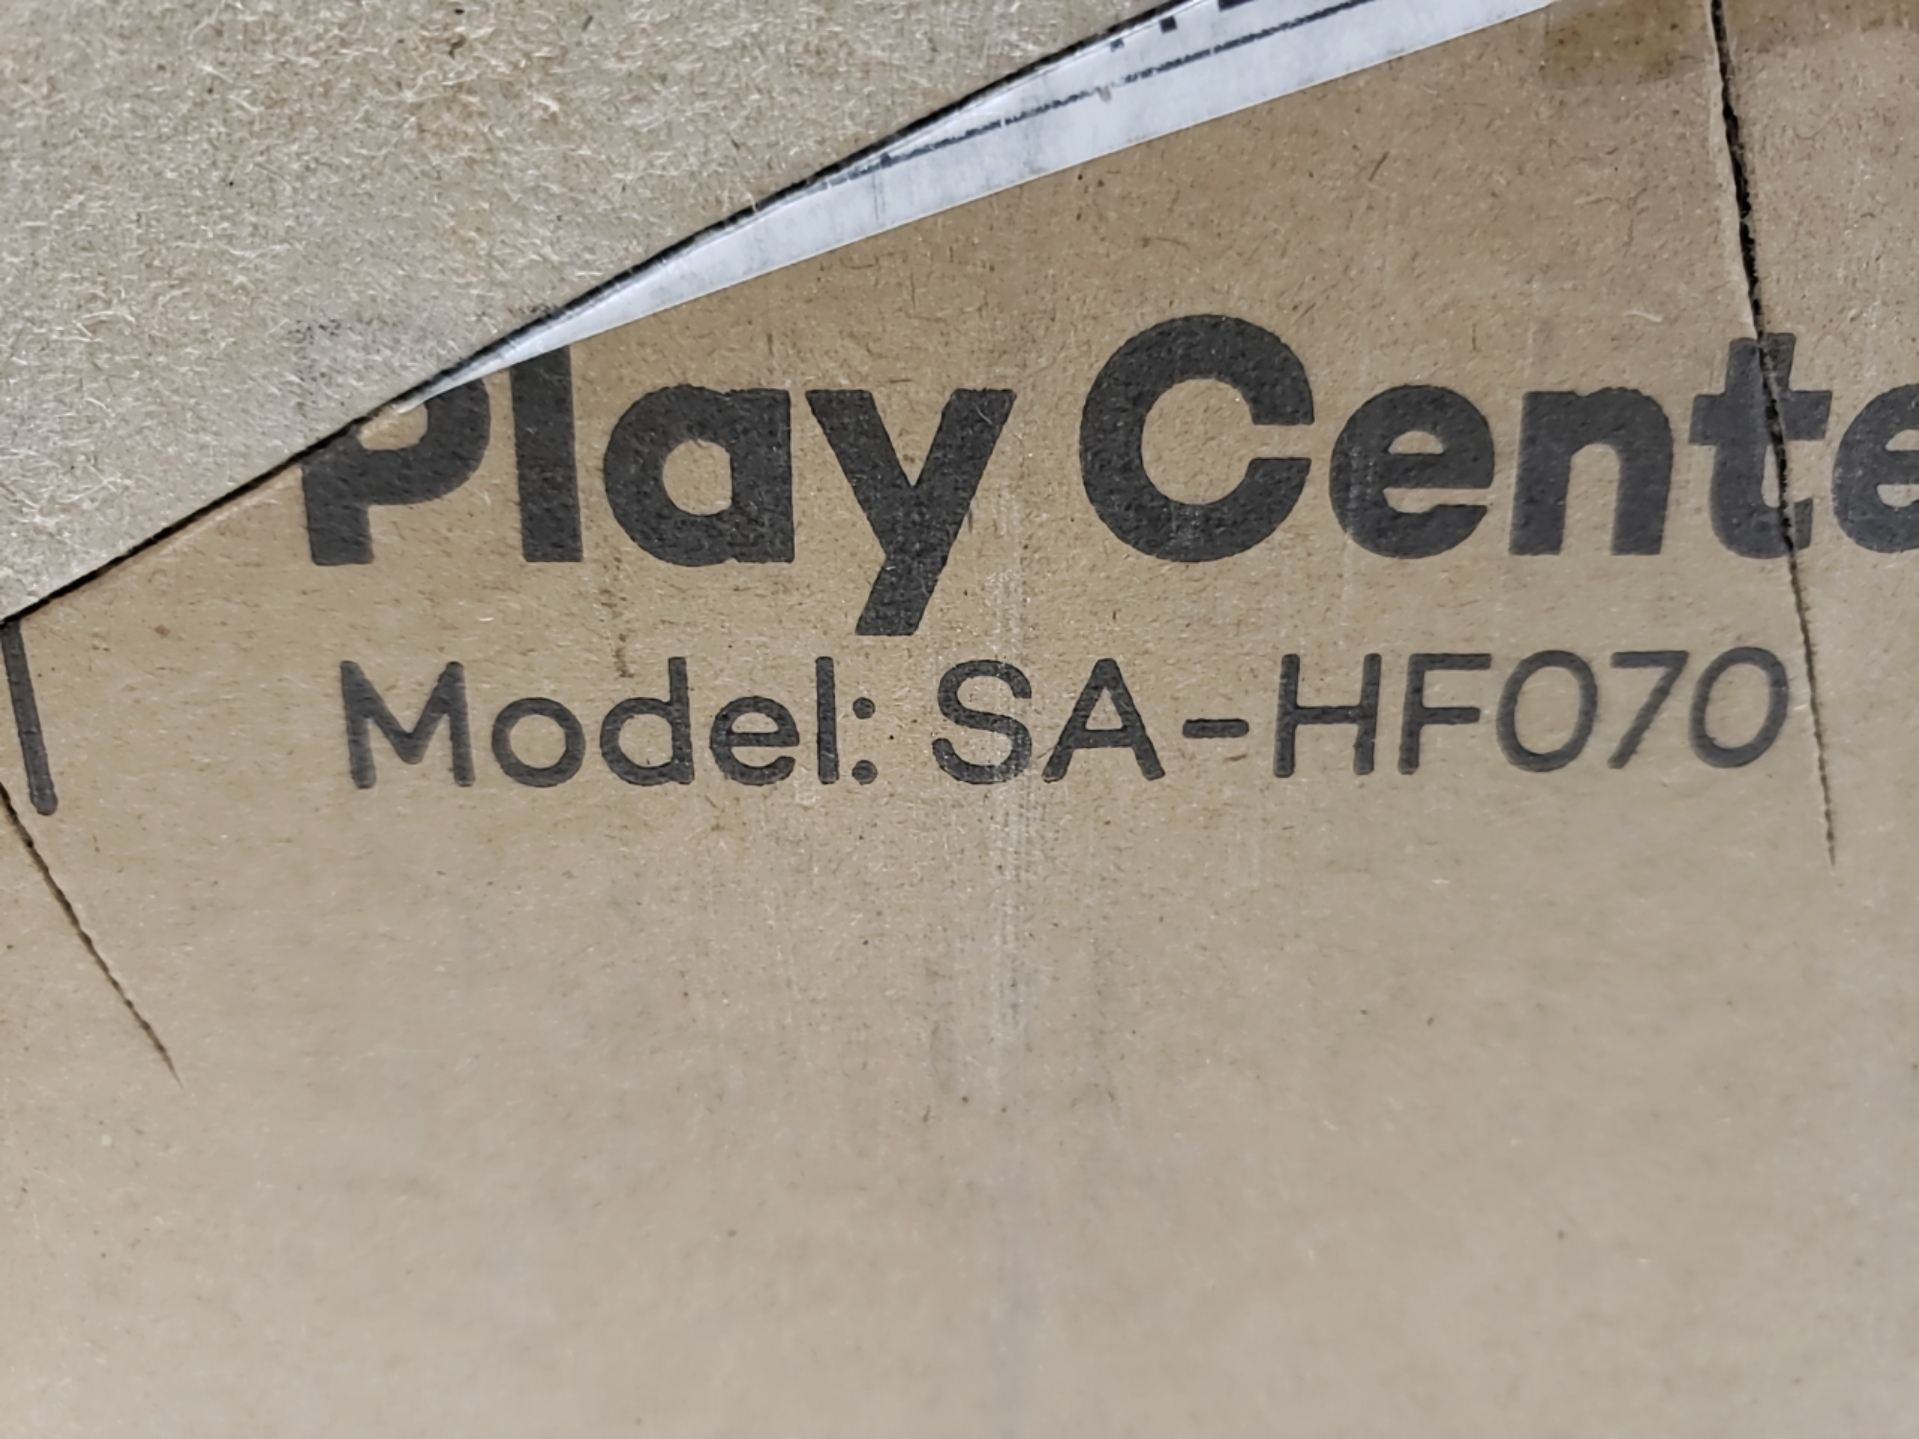 Play Cente
Model: SA-HF070